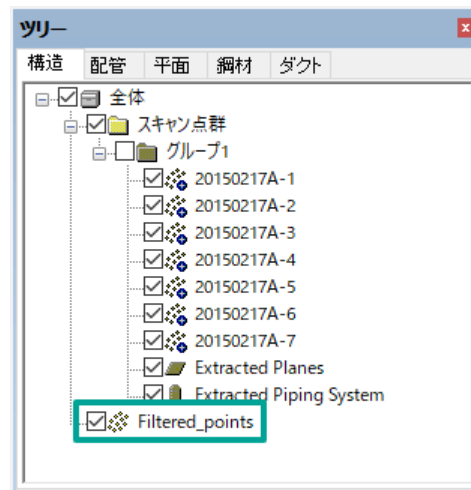 ツリー
構造 配管 平面 鋼材 ダクト
全体
スキャン点群
グループ1
20150217A-1
20150217A-2
20150217A-3
20150217A-4
20150217A-5
20150217A-6
20150217A-7
Extracted Planes
Extracted Piping System
Filtered_points